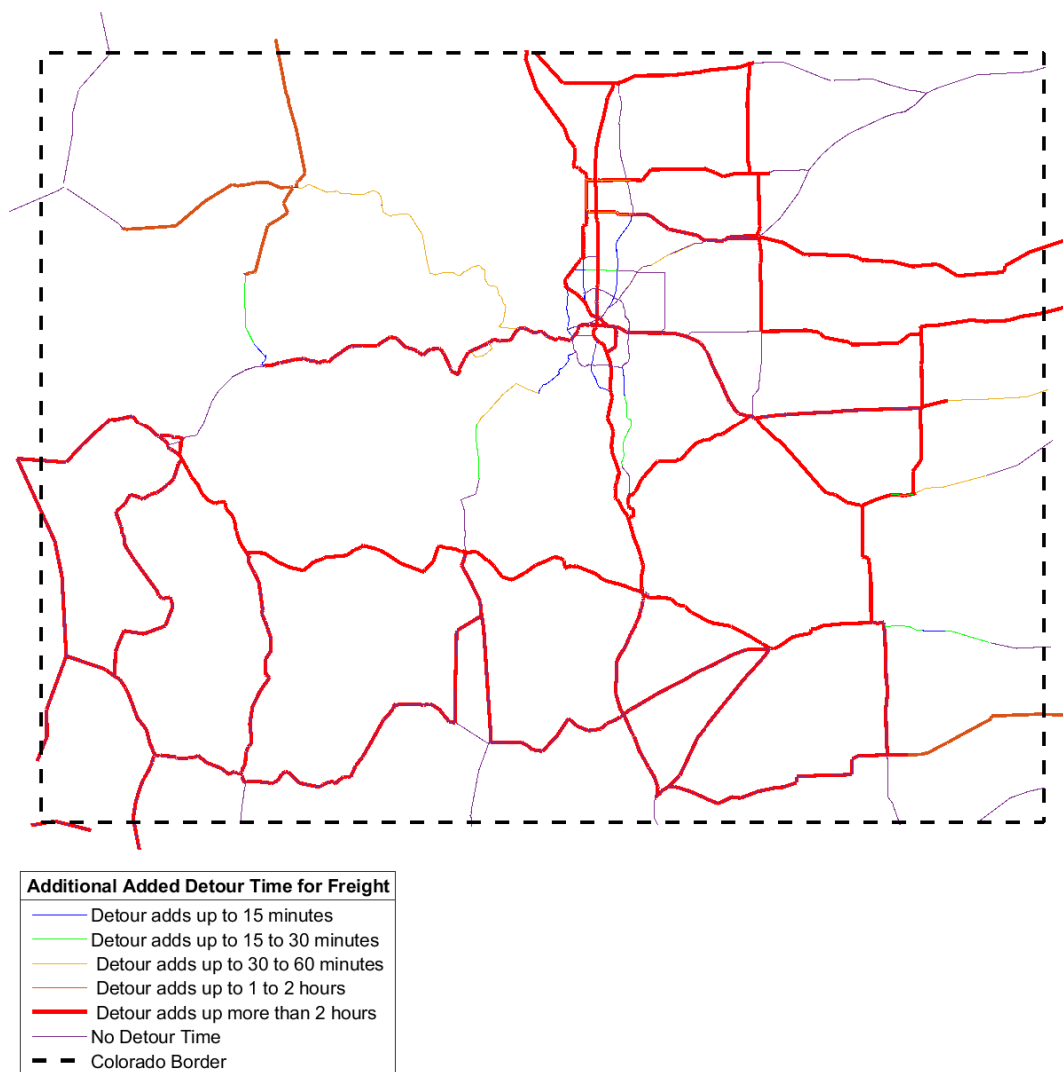 Additional Added Detour Time for Freight
Detour adds up to 15 minutes
Detour adds up to 15 to 30 minutes
Detour adds up to 30 to 60 minutes
Detour adds up to 1 to 2 hours
Detour adds up more than 2 hours
No Detour Time
Colorado Border